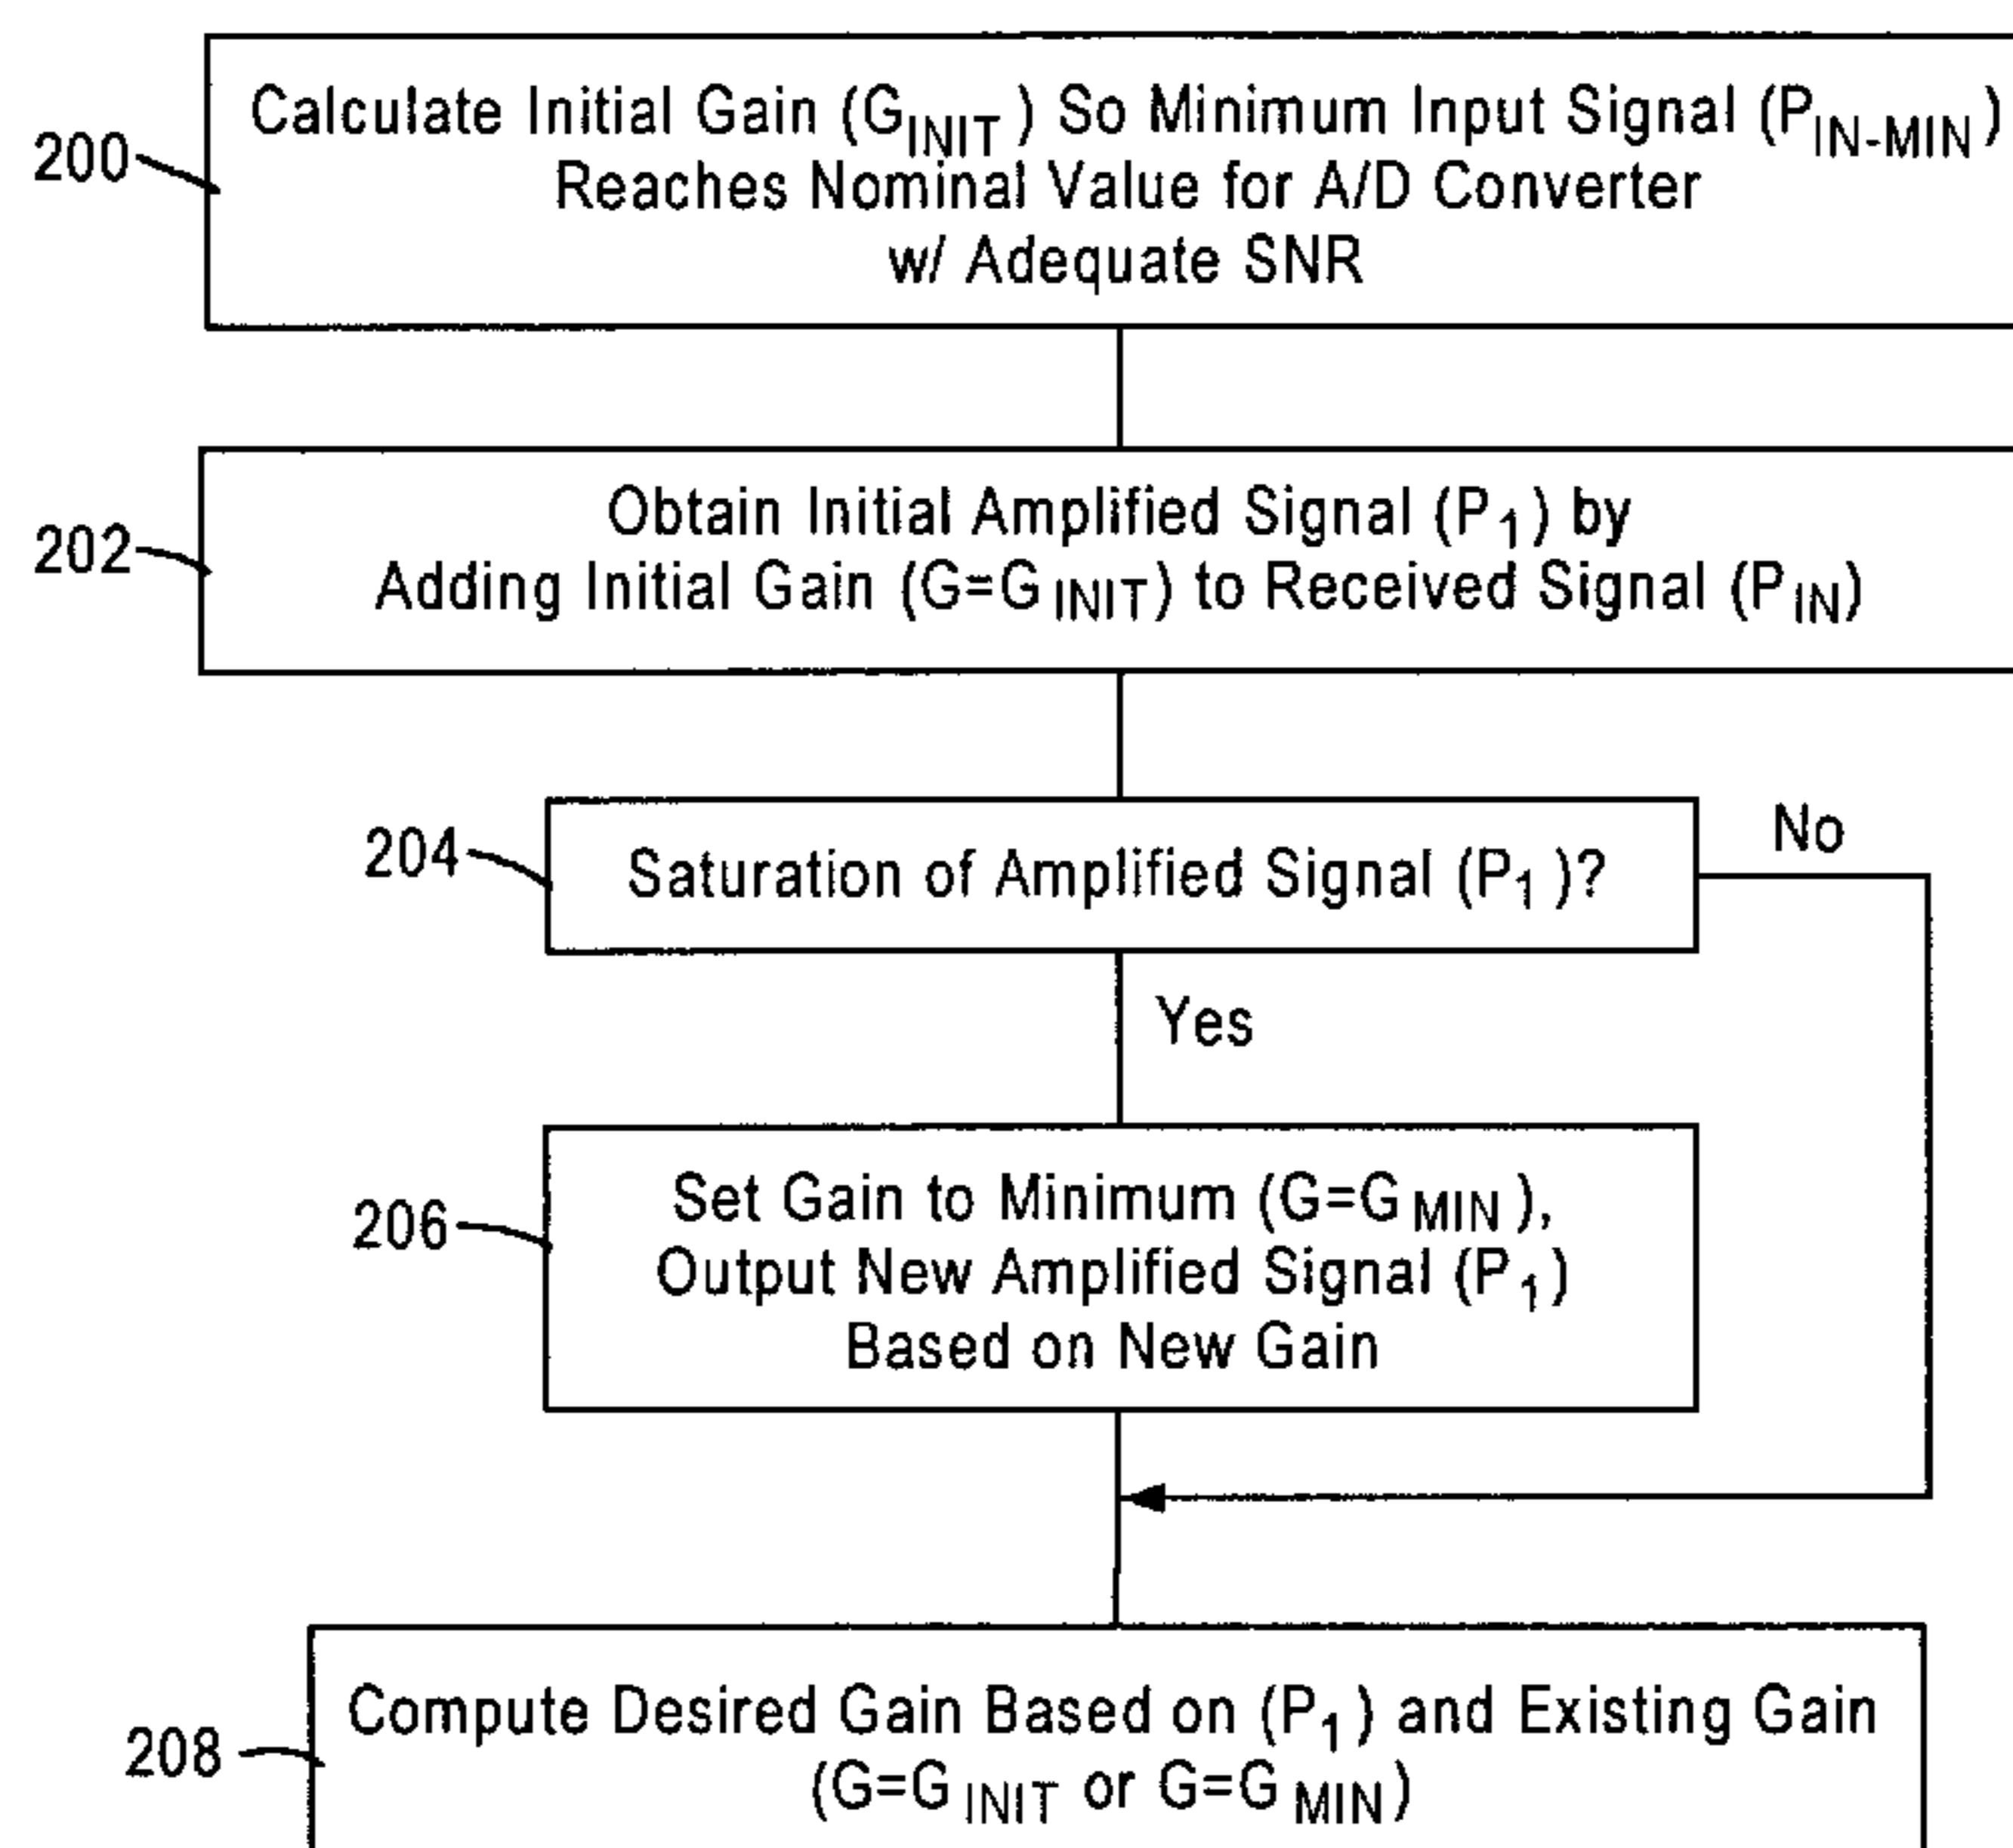 200
Calculate Initial Gain (G_INIT) So Minimum Input Signal (P_IN-MIN)
Reaches Nominal Value for A/D Converter
w/ Adequate SNR
202
Obtain Initial Amplified Signal (P_1) by
Adding Initial Gain (G=G_INIT) to Received Signal (P_IN)
204
Saturation of Amplified Signal (P_1)?
No
Yes
206
Set Gain to Minimum (G=G_MIN),
Output New Amplified Signal (P_1)
Based on New Gain
208
Compute Desired Gain Based on (P_1) and Existing Gain
(G=G_INIT or G=G_MIN)